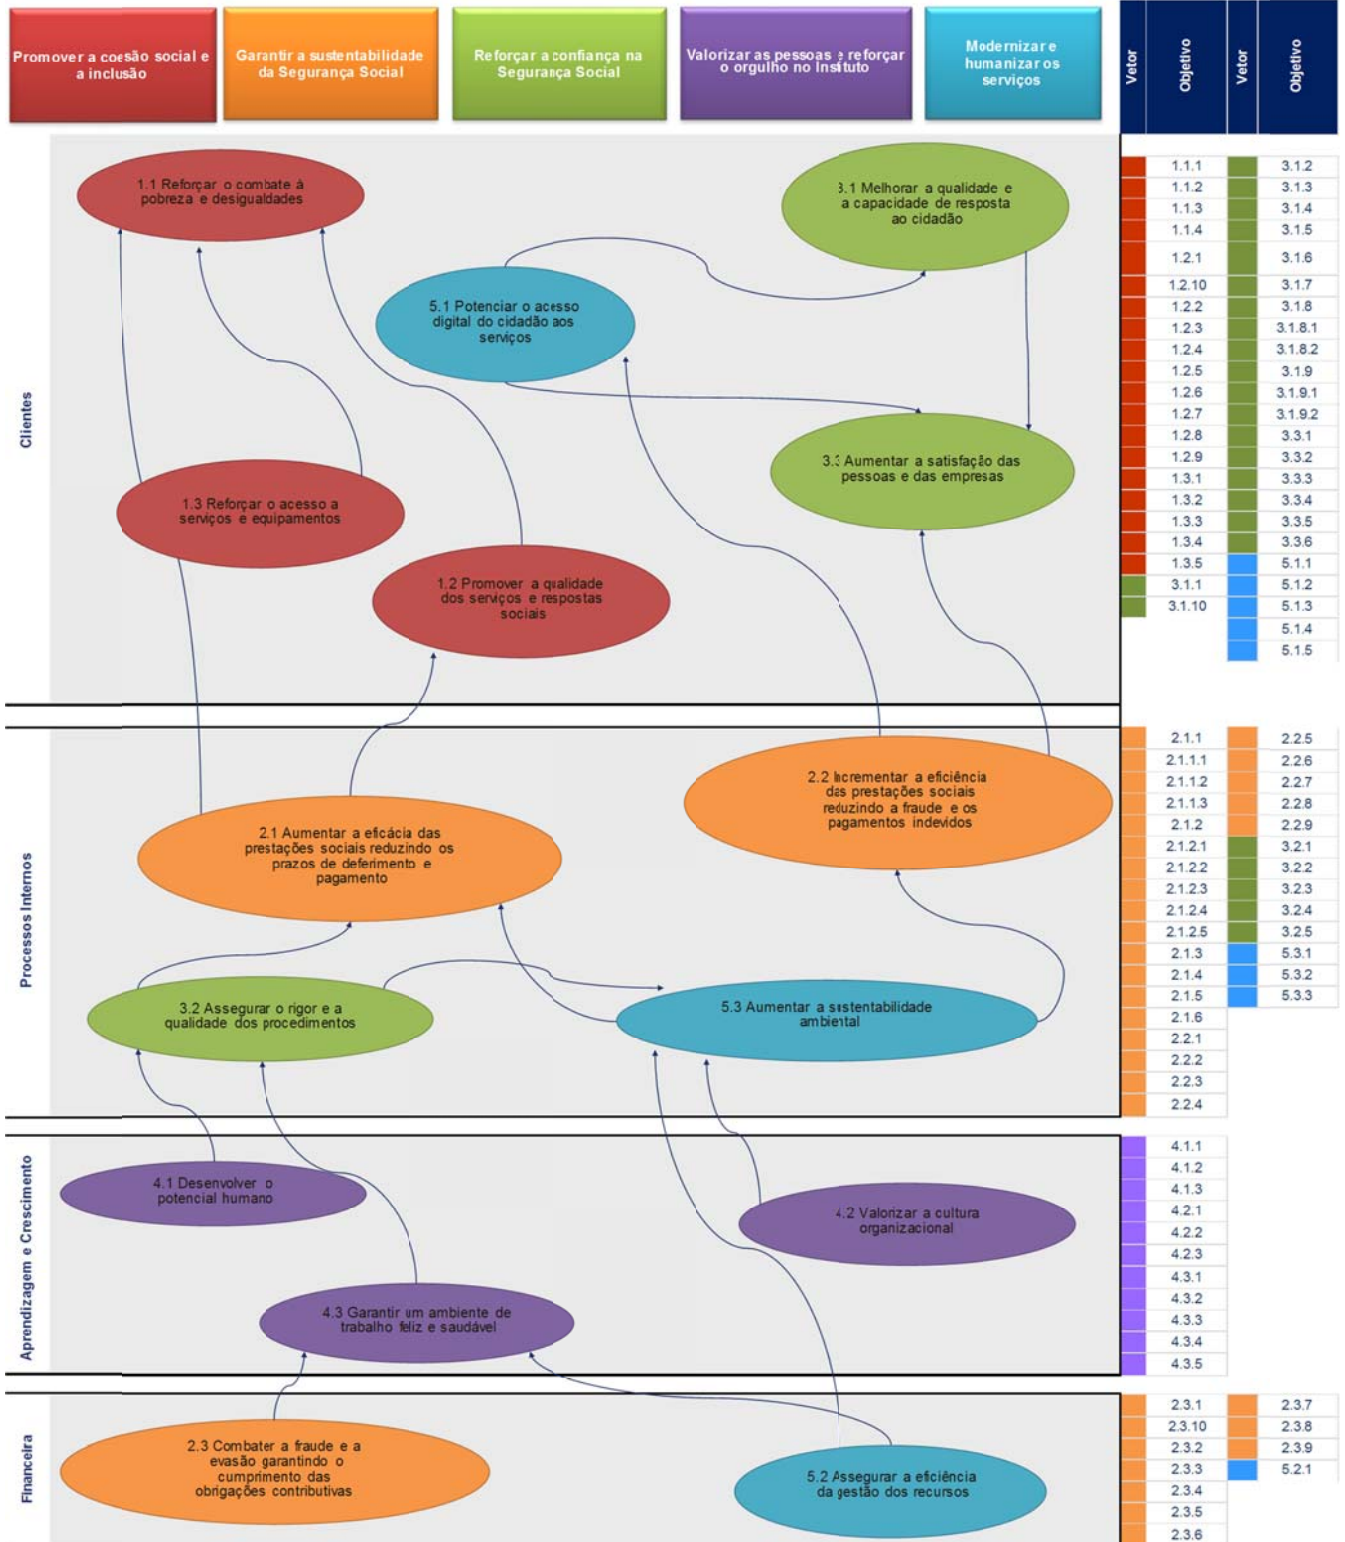 Promover a coesão social e
a inclusão
Garantir a sustentabilidade
da Segurança Social
Reforçar a confiança na
Segurança Social
Valorizar as pessoas e reforçar
o orgulho no Instituto
Modernizar e
humanizar os
serviços
Vetor
Objetivo
Vetor
Objetivo
Clientes
1.1 Reforçar o combate à
pobreza e desigualdades
3.1 Melhorar a qualidade e
a capacidade de resposta
ao cidadão
5.1 Potenciar o acesso
digital do cidadão aos
serviços
3.3 Aumentar a satisfação das
pessoas e das empresas
1.3 Reforçar o acesso a
serviços e equipamentos
1.2 Promover a qualidade
dos serviços e respostas
sociais
1.1.1 3.1.2
1.1.2 3.1.3
1.1.3 3.1.4
1.1.4 3.1.5
1.2.1 3.1.6
1.2.10 3.1.7
1.2.2 3.1.8
1.2.3 3.1.8.1
1.2.4 3.1.8.2
1.2.5 3.1.9
1.2.6 3.1.9.1
1.2.7 3.1.9.2
1.2.8 3.3.1
1.2.9 3.3.2
1.3.1 3.3.3
1.3.2 3.3.4
1.3.3 3.3.5
1.3.4 3.3.6
1.3.5 5.1.1
3.1.1 5.1.2
3.1.10 5.1.3
5.1.4
5.1.5
Processos Internos
2.2 Incrementar a eficiência
das prestações sociais
reduzindo a fraude e os
pagamentos indevidos
2.1 Aumentar a eficácia das
prestações sociais reduzindo os
prazos de deferimento e
pagamento
3.2 Assegurar o rigor e a
qualidade dos procedimentos
5.3 Aumentar a sustentabilidade
ambiental
2.1.1 2.2.5
2.1.1.1 2.2.6
2.1.1.2 2.2.7
2.1.1.3 2.2.8
2.1.2 2.2.9
2.1.2.1 3.2.1
2.1.2.2 3.2.2
2.1.2.3 3.2.3
2.1.2.4 3.2.4
2.1.2.5 3.2.5
2.1.3 5.3.1
2.1.4 5.3.2
2.1.5 5.3.3
2.1.6
2.2.1
2.2.2
2.2.3
2.2.4
Aprendizagem e Crescimento
4.1 Desenvolver o
potencial humano
4.2 Valorizar a cultura
organizacional
4.3 Garantir um ambiente de
trabalho feliz e saudável
4.1.1
4.1.2
4.1.3
4.2.1
4.2.2
4.2.3
4.3.1
4.3.2
4.3.3
4.3.4
4.3.5
Financeira
2.3 Combater a fraude e a
evasão garantindo o
cumprimento das
obrigações contributivas
5.2 Assegurar a eficiência
da gestão dos recursos
2.3.1 2.3.7
2.3.10 2.3.8
2.3.2 2.3.9
2.3.3 5.2.1
2.3.4
2.3.5
2.3.6